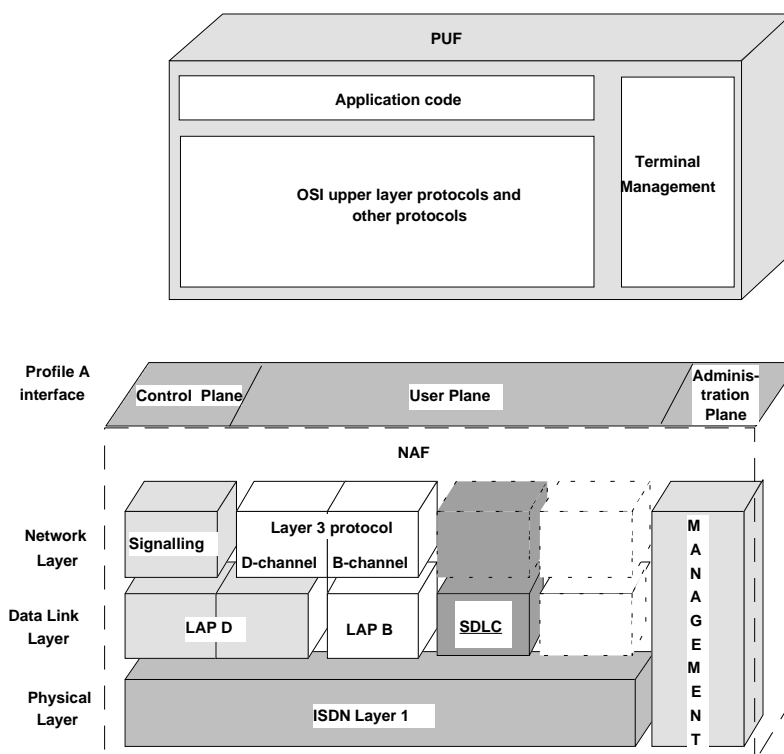 PUF
Application code
OSI upper layer protocols and
other protocols
Terminal
Management
Profile A
interface
Control Plane
User Plane
Adminis-
tration
Plane
NAF
Network
Layer
Signalling
Layer 3 protocol
D-channel
B-channel
Data Link
Layer
LAP D
LAP B
SDLC
Physical
Layer
ISDN Layer 1
M
A
N
A
G
E
M
E
N
T